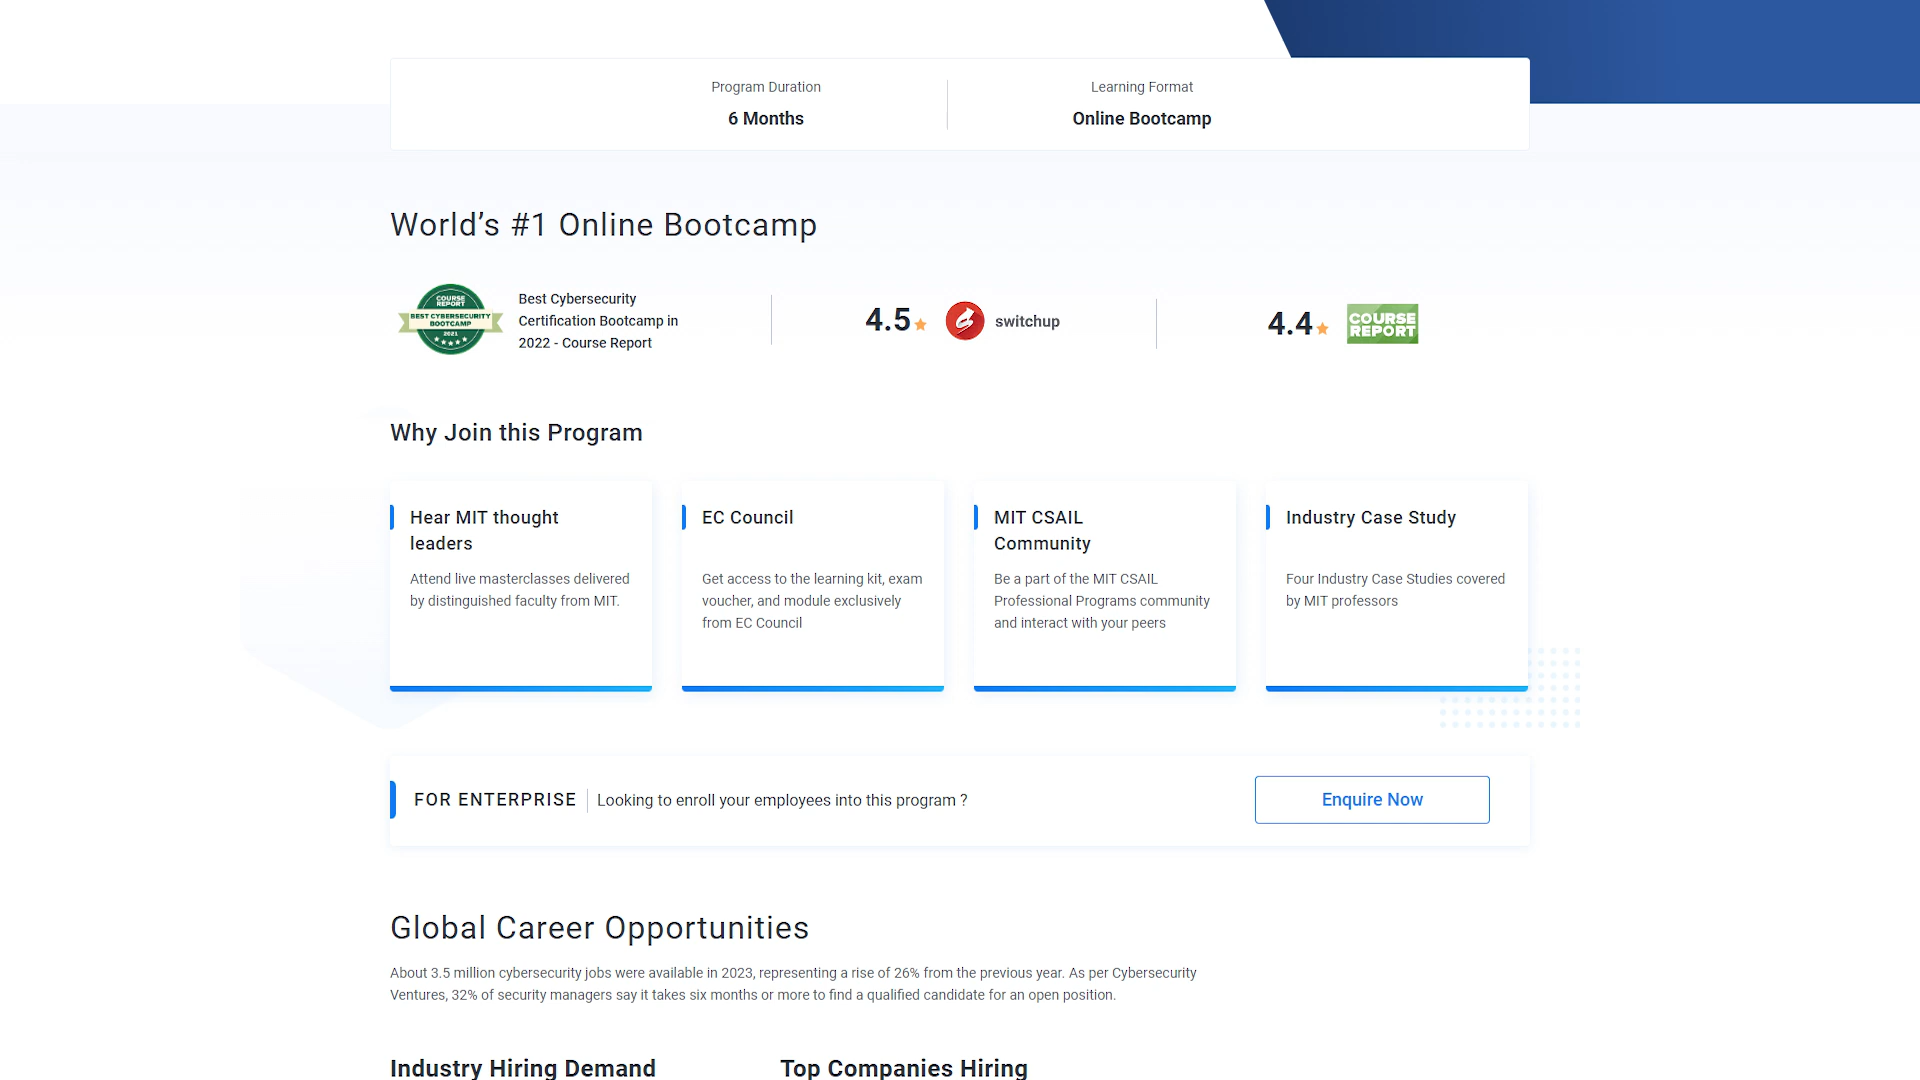 Program Duration
6 Months
Learning Format
Online Bootcamp
World’s #1 Online Bootcamp
COURSE
REPORT
BEST CYBERSECURITY
BOOTCAMP
2021
Best Cybersecurity
Certification Bootcamp in
2022 - Course Report
4.5
switchup
4.4
COURSE
REPORT
Why Join this Program
Hear MIT thought
leaders
Attend live masterclasses delivered
by distinguished faculty from MIT.
EC Council
Get access to the learning kit, exam
voucher, and module exclusively
from EC Council
MIT CSAIL
Community
Be a part of the MIT CSAIL
Professional Programs community
and interact with your peers
Industry Case Study
Four Industry Case Studies covered
by MIT professors
FOR ENTERPRISE
Looking to enroll your employees into this program ?
Enquire Now
Global Career Opportunities
About 3.5 million cybersecurity jobs were available in 2023, representing a rise of 26% from the previous year. As per Cybersecurity
Ventures, 32% of security managers say it takes six months or more to find a qualified candidate for an open position.
Industry Hiring Demand
Top Companies Hiring